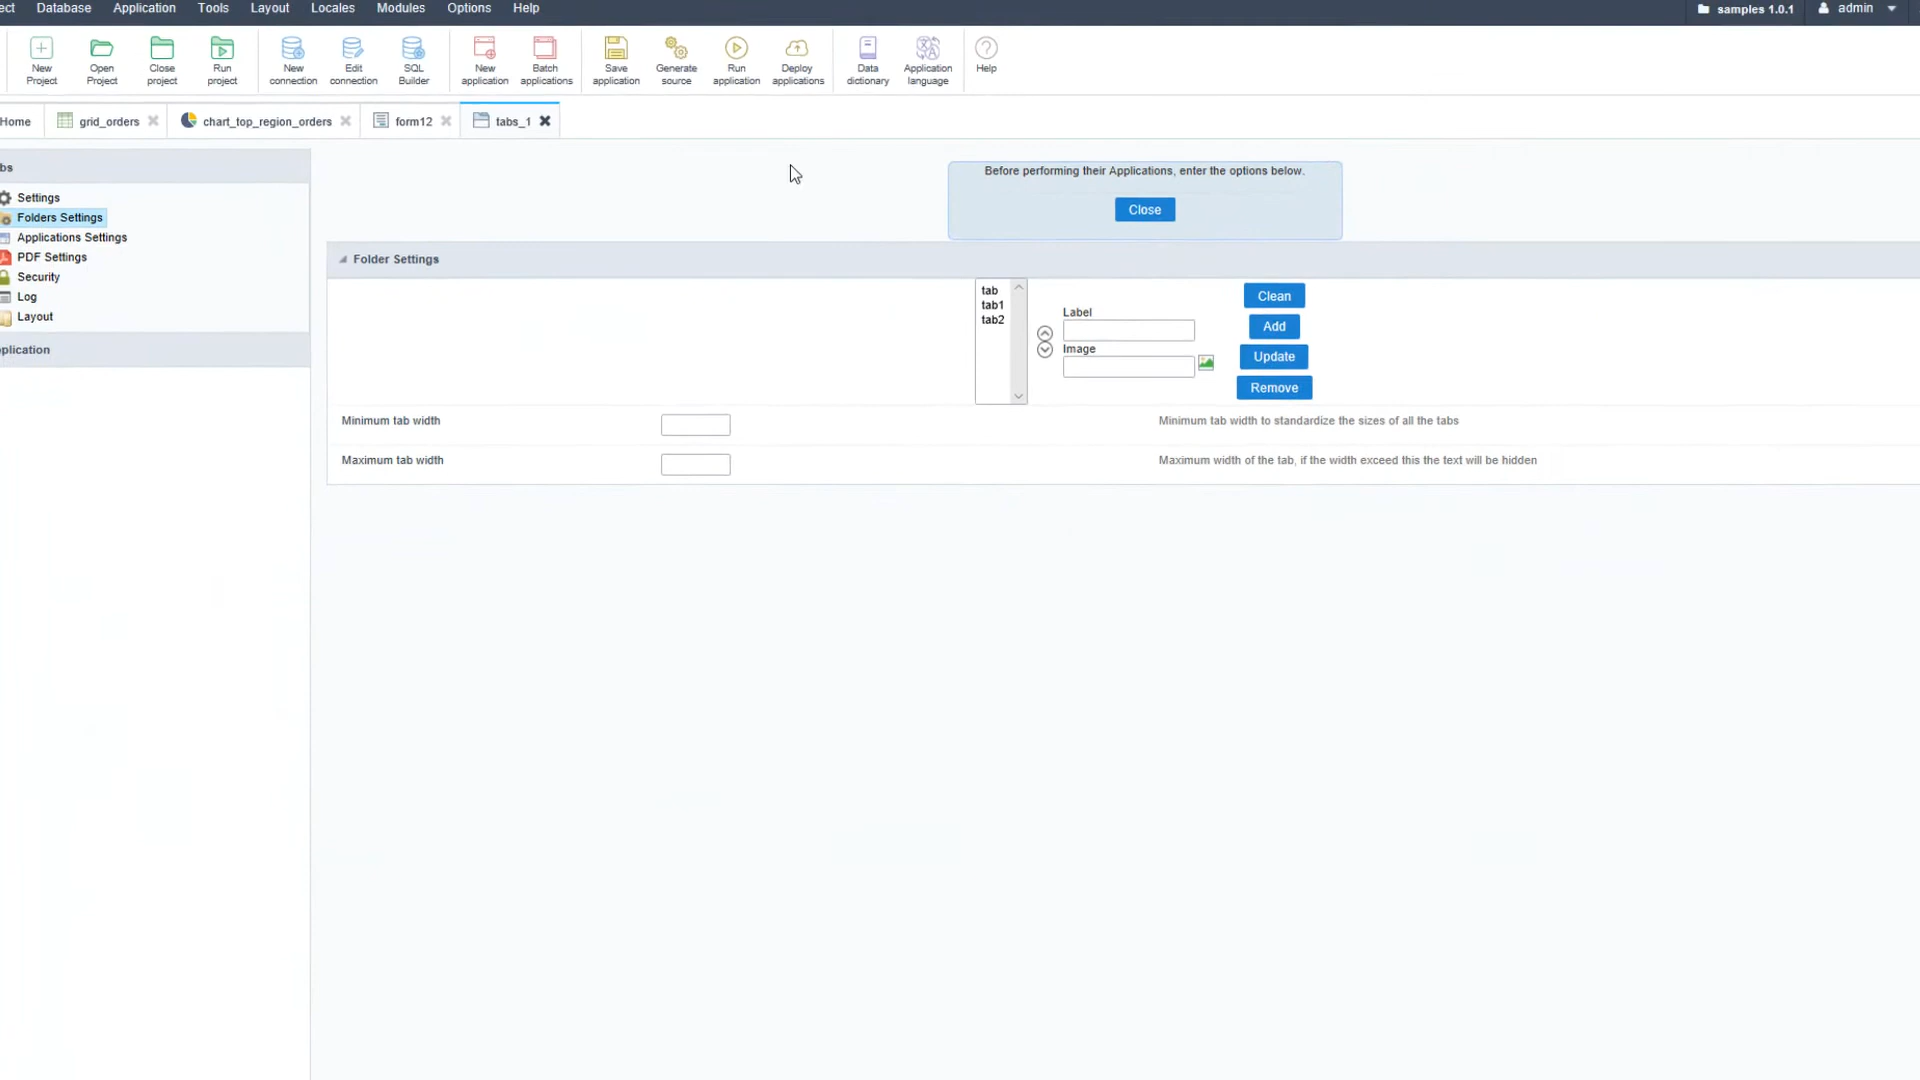 ect Database Application Tools Layout Locales Modules Options Help samples 1.0.1 admin
New Project
Open Project
Close project
Run project
New connection
Edit connection
SQL Builder
New application
Batch applications
Save application
Generate source
Run application
Deploy applications
Data dictionary
Application language
Help
Home grid_orders chart_top_region_orders form12 tabs_1
bs
Settings
Folders Settings
Applications Settings
PDF Settings
Security
Log
Layout
plication
Before performing their Applications, enter the options below.
Close
Folder Settings
tab
tab1
tab2
Label
Image
Clean
Add
Update
Remove
Minimum tab width Minimum tab width to standardize the sizes of all the tabs
Maximum tab width Maximum width of the tab, if the width exceed this the text will be hidden